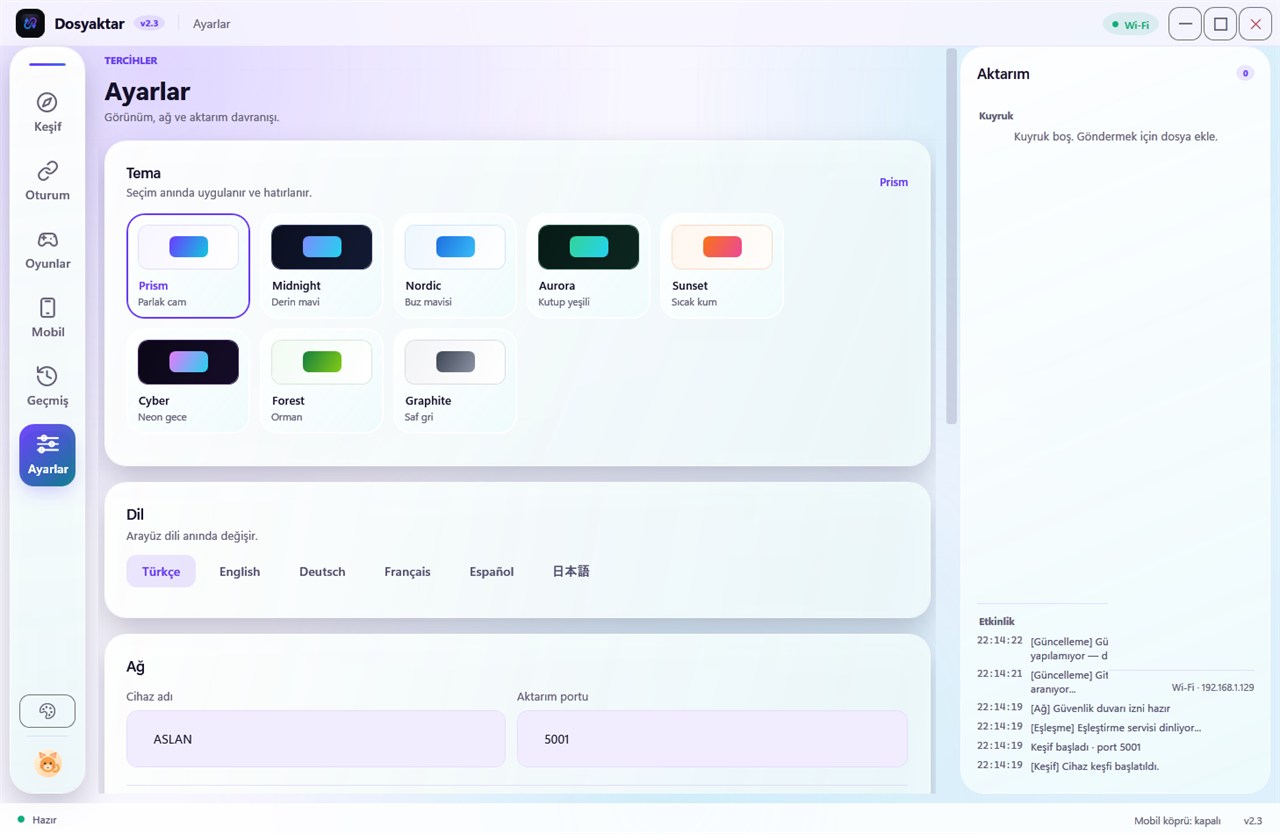 Dosyaktar v2.3 Ayarlar
Wi-Fi
Keşif
Oturum
Oyunlar
Mobil
Geçmiş
Ayarlar
TERCİHLER
Ayarlar
Görünüm, ağ ve aktarım davranışı.
Tema
Seçim anında uygulanır ve hatırlanır.
Prism
Prism
Parlak cam
Midnight
Derin mavi
Nordic
Buz mavisi
Aurora
Kutup yeşili
Sunset
Sıcak kum
Cyber
Neon gece
Forest
Orman
Graphite
Saf gri
Dil
Arayüz dili anında değişir.
Türkçe English Deutsch Français Español 日本語
Ağ
Cihaz adı
ASLAN
Aktarım portu
5001
Aktarım 0
Kuyruk
Kuyruk boş. Göndermek için dosya ekle.
Etkinlik
22:14:22 [Güncelleme] Gü
yapılamıyor — d
22:14:21 [Güncelleme] Git
aranıyor...
Wi-Fi · 192.168.1.129
22:14:19 [Ağ] Güvenlik duvarı izni hazır
22:14:19 [Eşleşme] Eşleştirme servisi dinliyor...
22:14:19 Keşif başladı · port 5001
22:14:19 [Keşif] Cihaz keşfi başlatıldı.
Hazır
Mobil köprü: kapalı v2.3